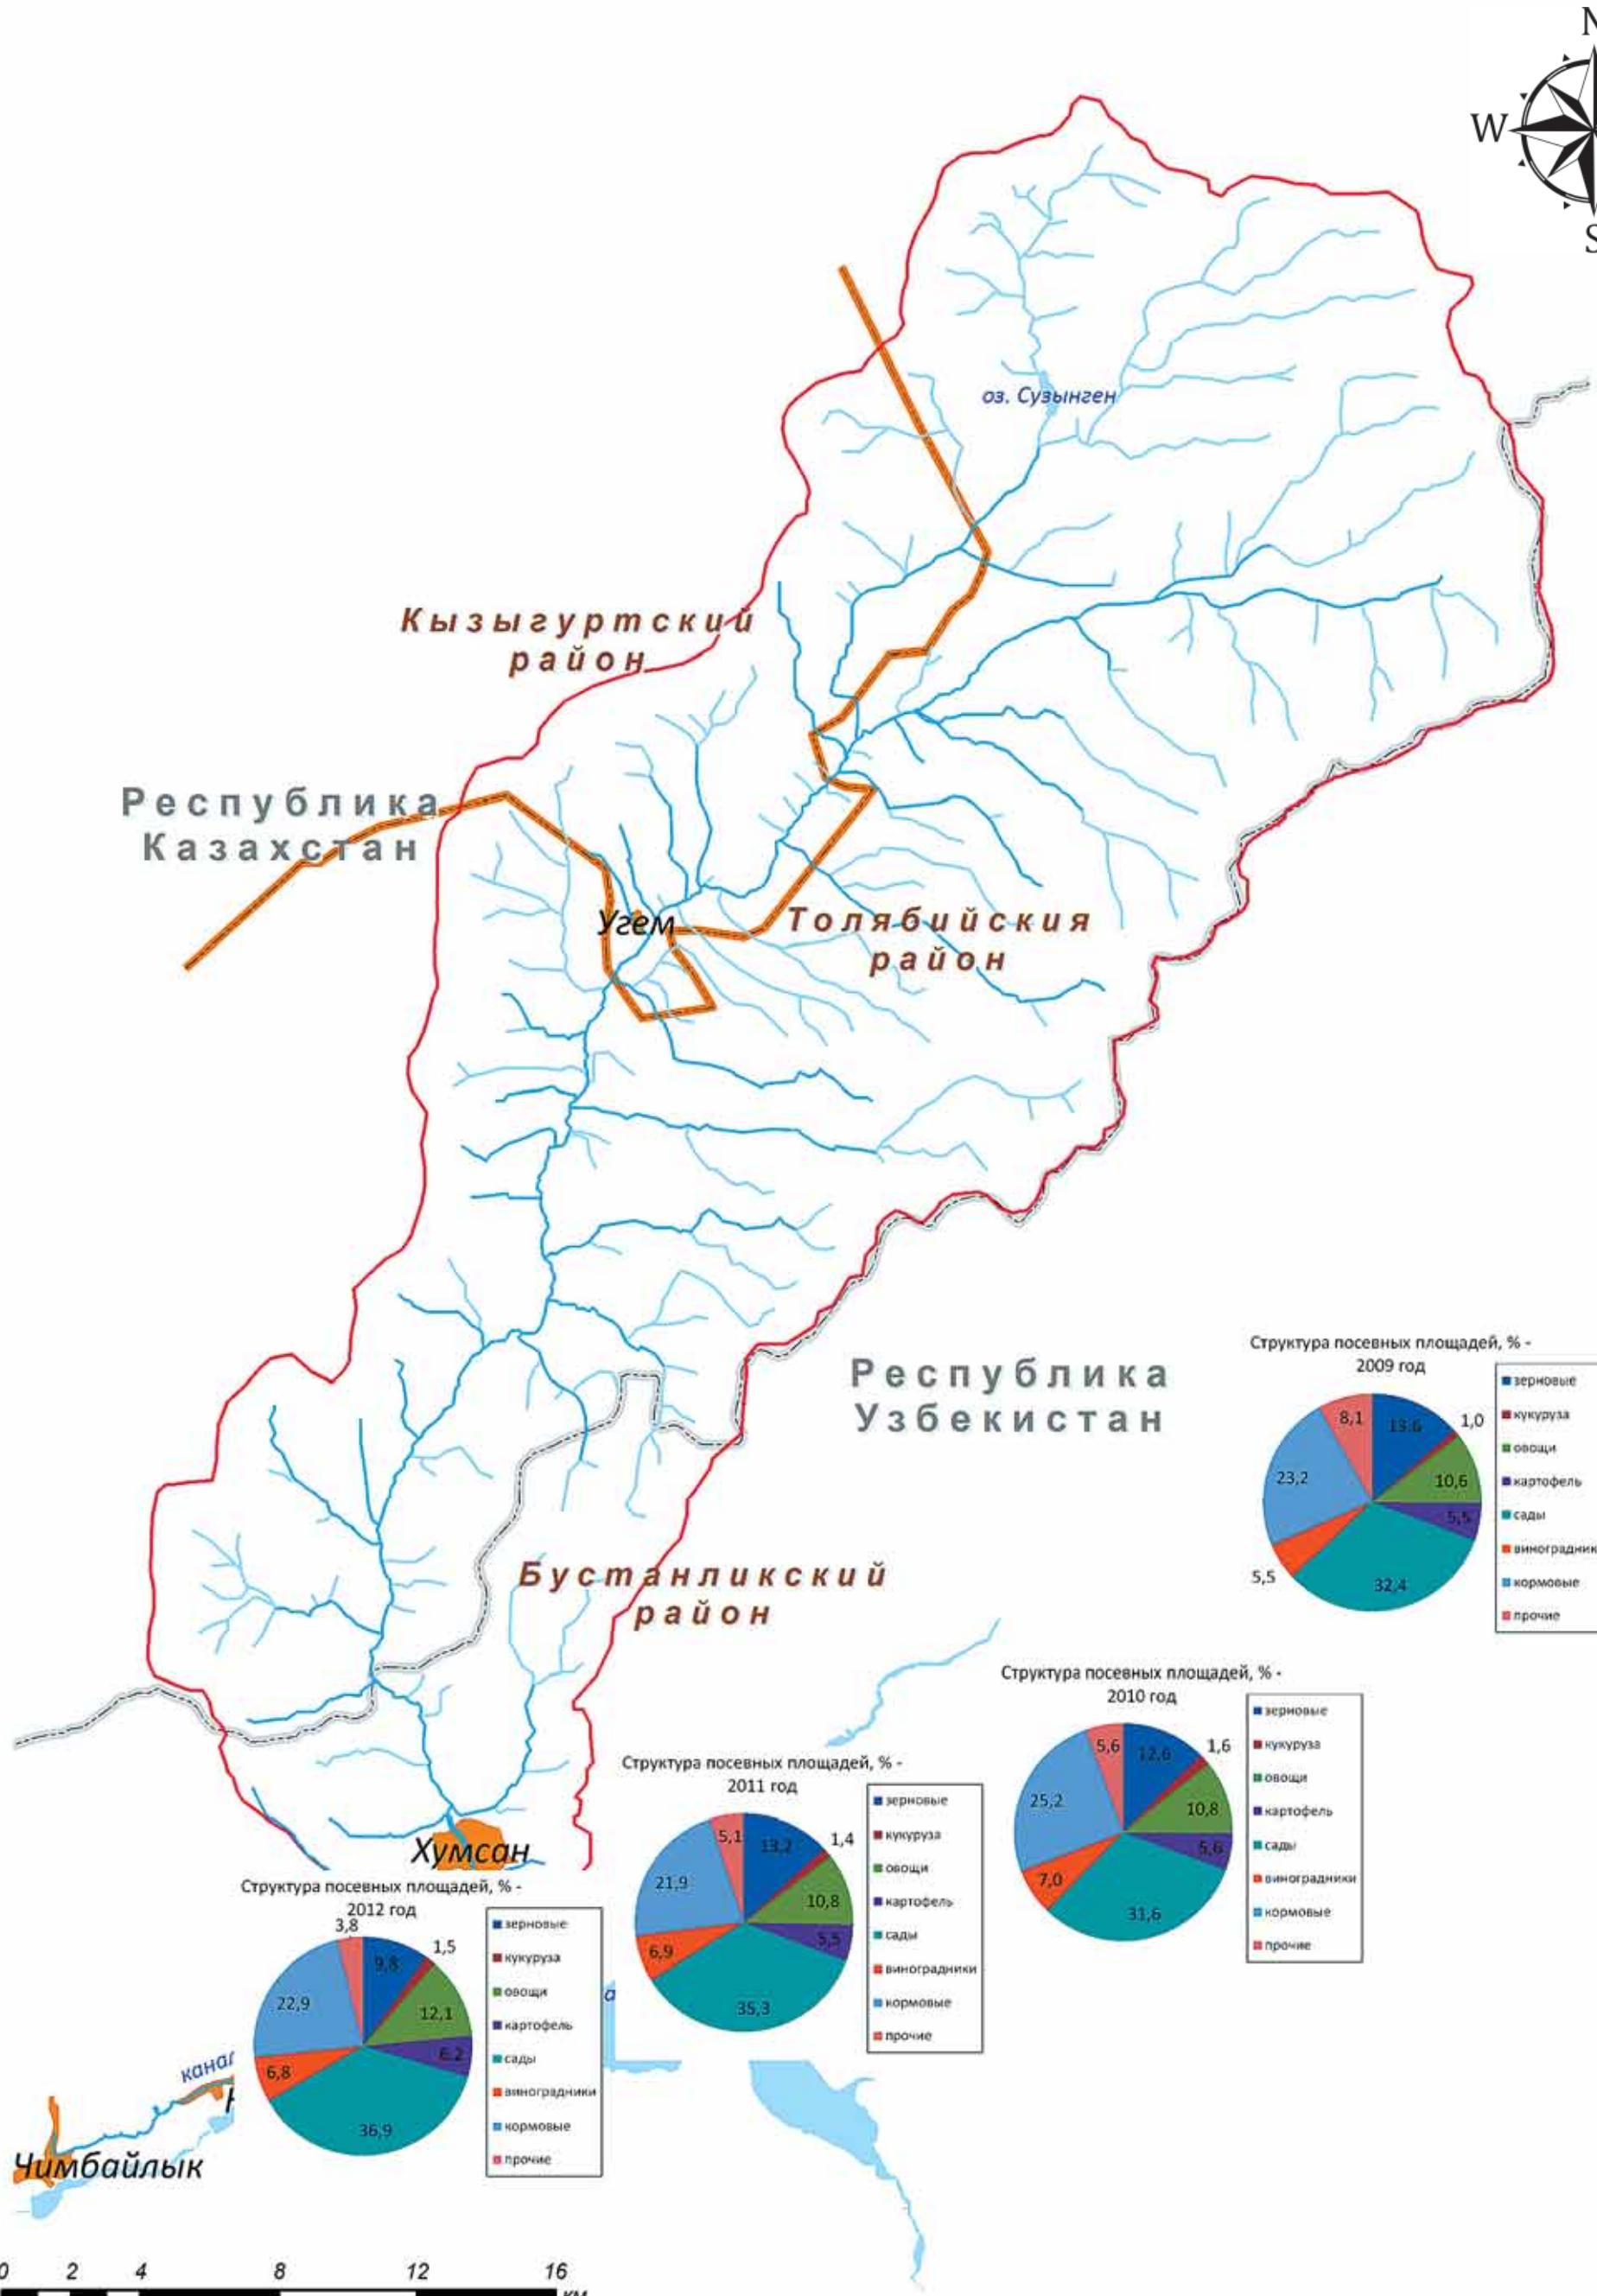 N
W
S
оз. Сузынген
Кызыгуртский
район
Республика
Казахстан
Угем
Толябийския
район
Республика
Узбекистан
Бустанликский
район
Хумсан
Структура посевных площадей, % -
2009 год
8,1
13,6
1,0
10,6
5,5
32,4
5,5
23,2
зерновые
кукуруза
овощи
картофель
сады
виноградник
кормовые
прочие
Структура посевных площадей, % -
2010 год
5,6
12,6
1,6
10,8
5,6
31,6
7,0
25,2
зерновые
кукуруза
овощи
картофель
сады
виноградники
кормовые
прочие
Структура посевных площадей, % -
2011 год
5,1
13,2
1,4
10,8
5,5
35,3
6,9
21,9
зерновые
кукуруза
овощи
картофель
сады
виноградники
кормовые
прочие
Структура посевных площадей, % -
2012 год
3,8
9,8
1,5
12,1
6,2
36,9
6,8
22,9
зерновые
кукуруза
овощи
картофель
сады
виноградники
кормовые
прочие
а
канал
Чимбайлык
0 2 4 8 12 16
км